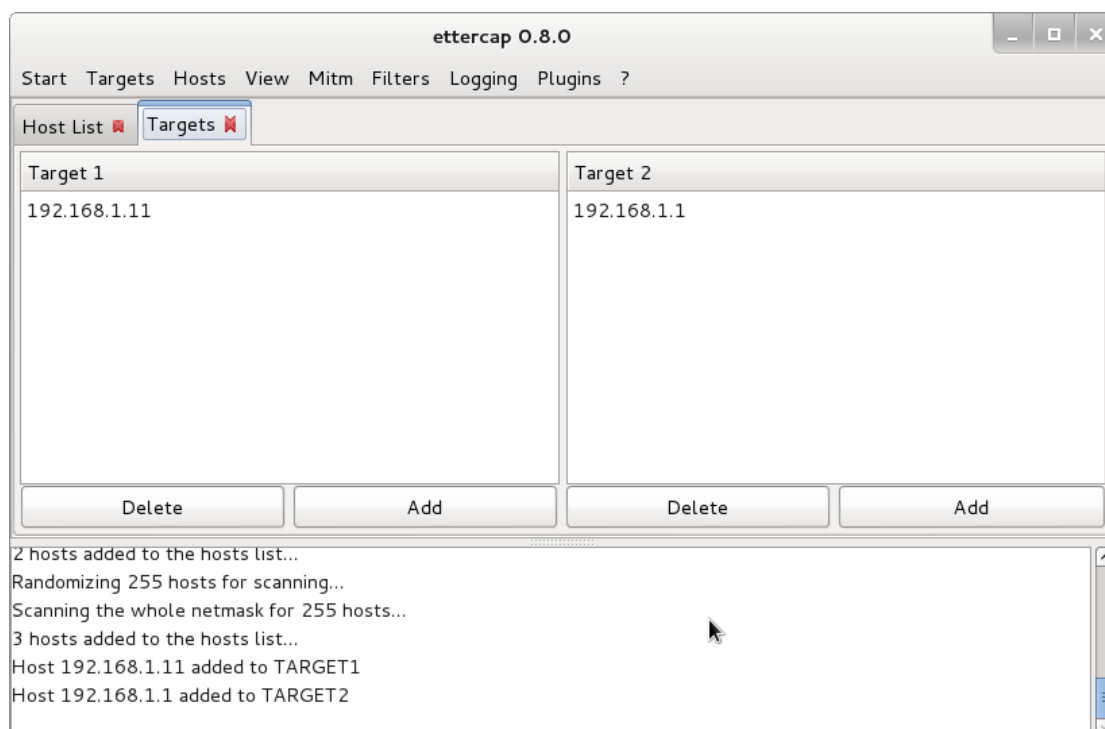 ettercap 0.8.0
Start Targets Hosts View Mitm Filters Logging Plugins ?
Host List Targets
Target 1 Target 2
192.168.1.11 192.168.1.1
Delete Add Delete Add
2 hosts added to the hosts list...
Randomizing 255 hosts for scanning...
Scanning the whole netmask for 255 hosts...
3 hosts added to the hosts list...
Host 192.168.1.11 added to TARGET1
Host 192.168.1.1 added to TARGET2